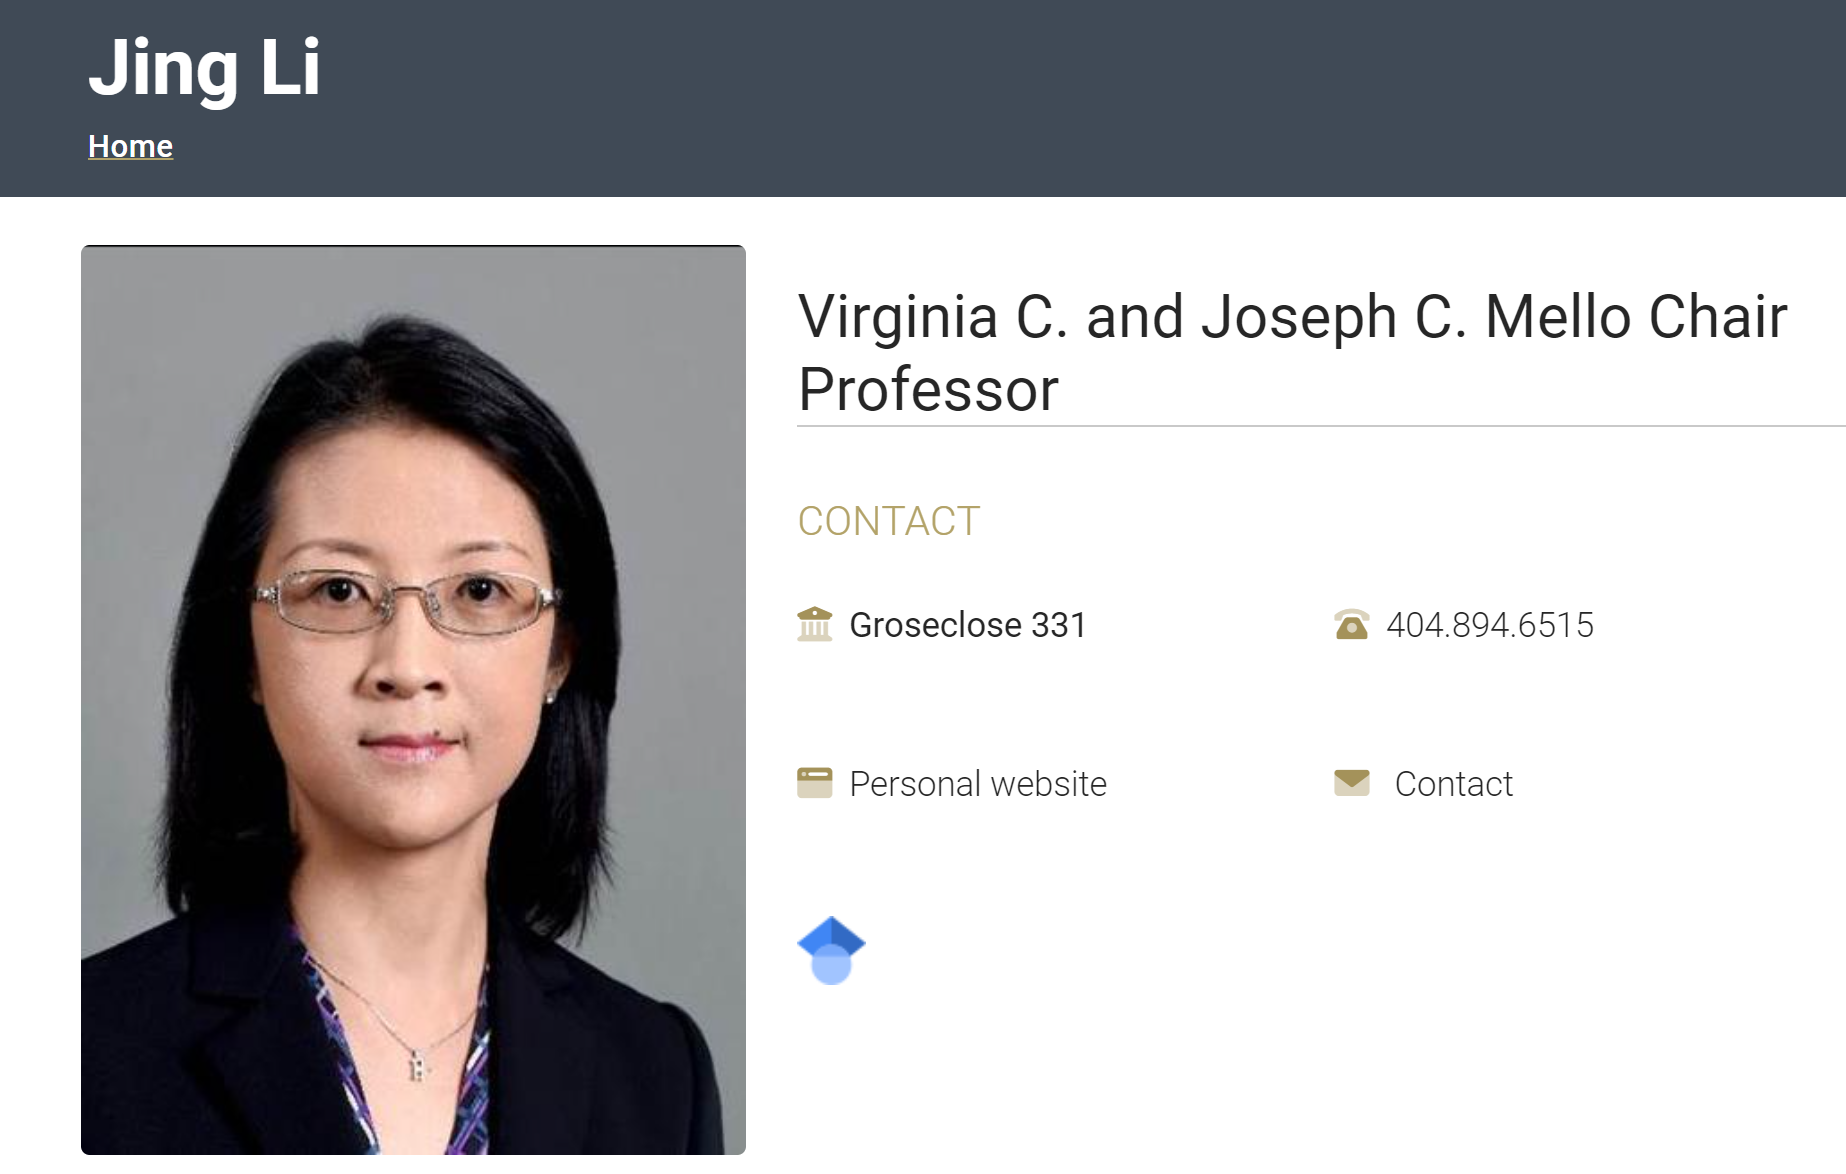 Jing Li
Home
Virginia C. and Joseph C. Mello Chair
Professor
CONTACT
Groseclose 331
404.894.6515
Personal website
Contact